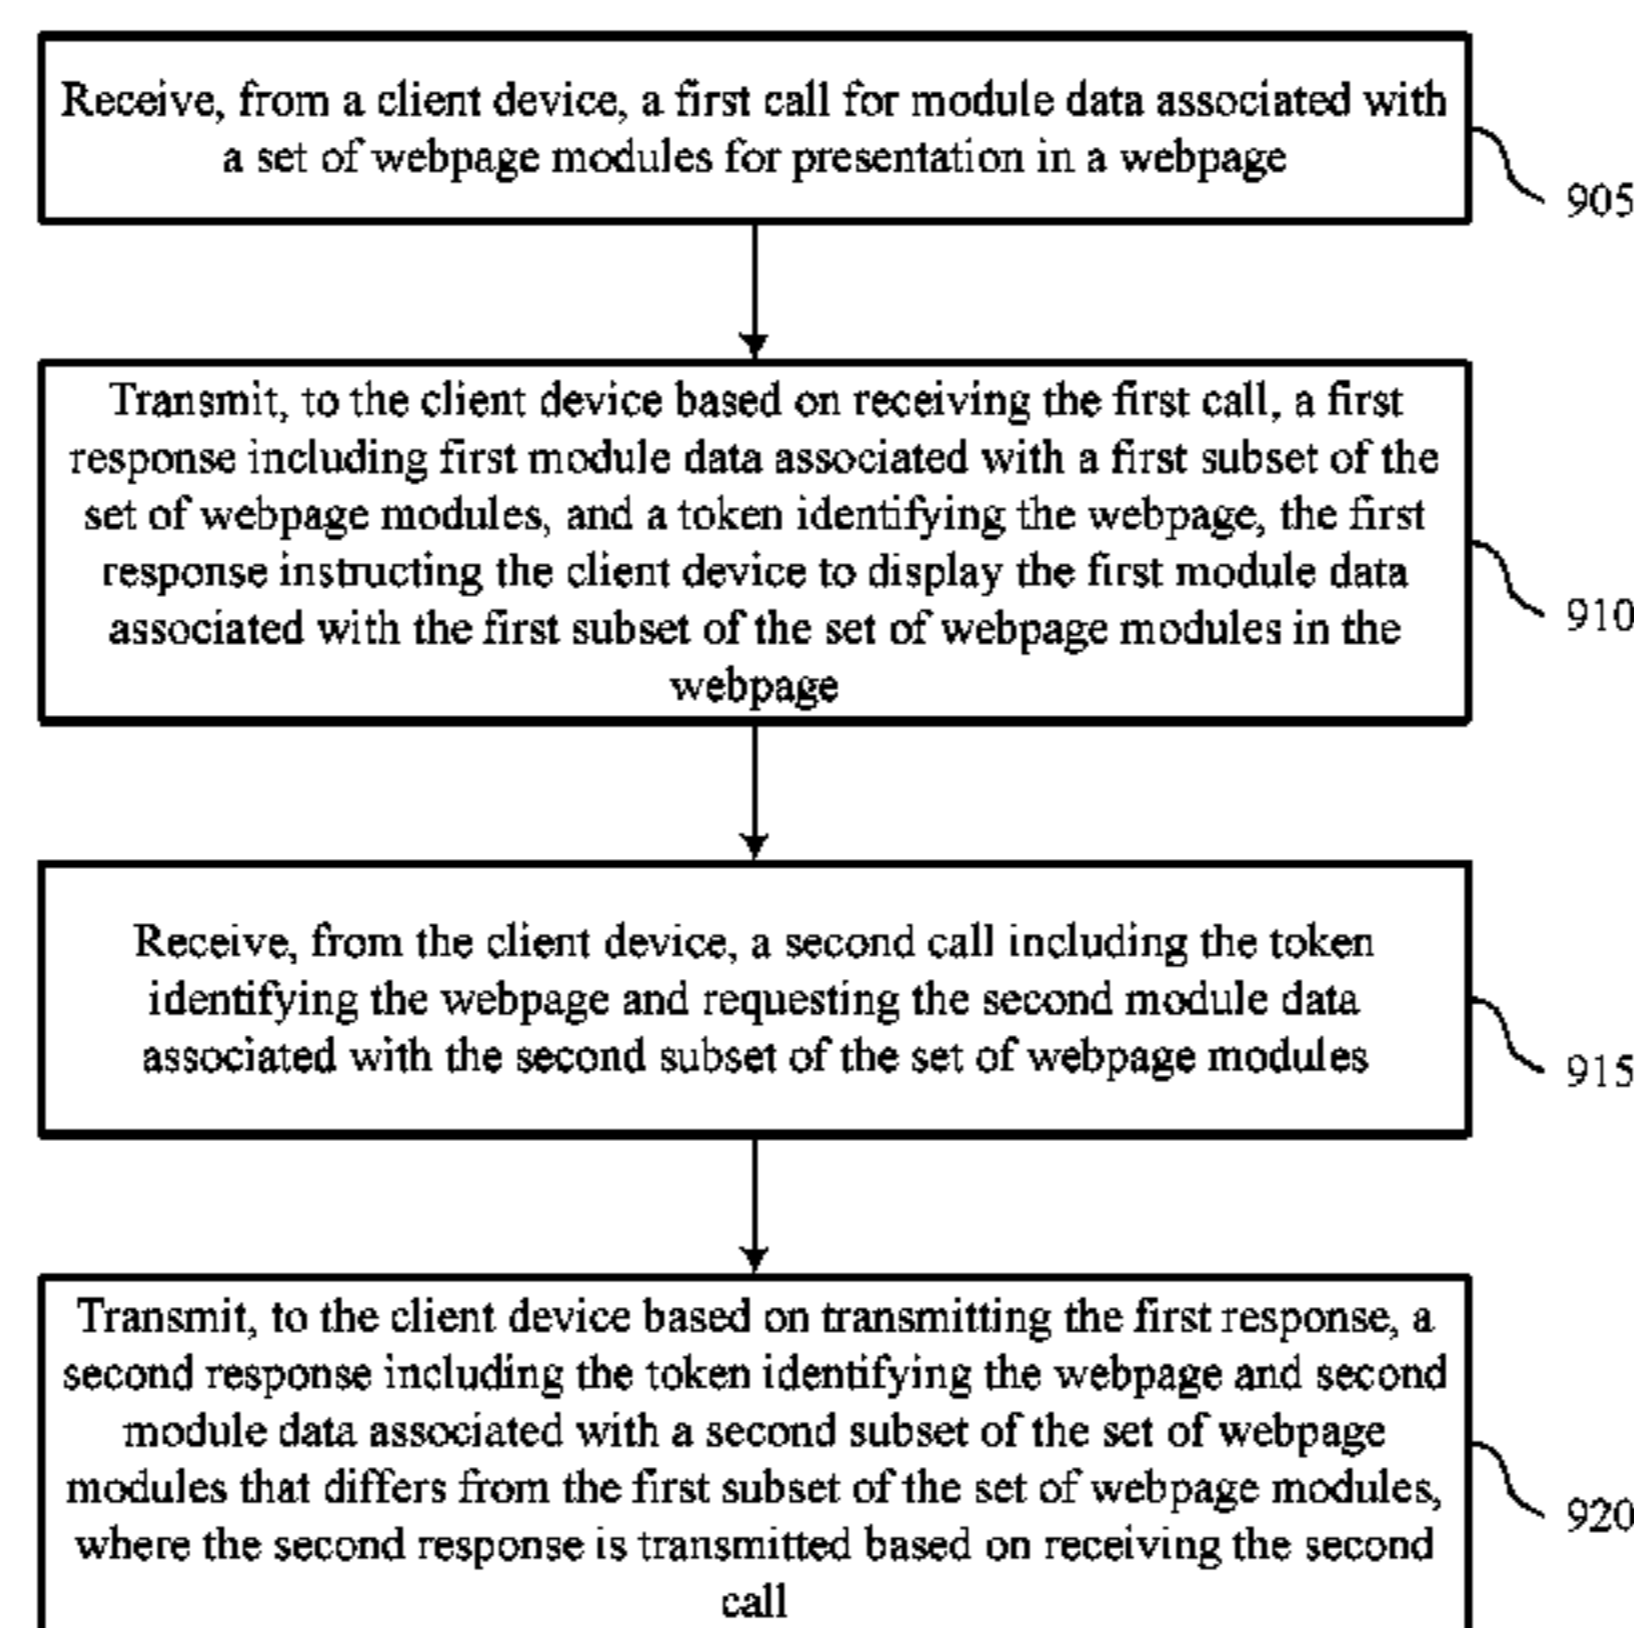 Receive, from a client device, a first call for module data associated with
a set of webpage modules for presentation in a webpage
905
Transmit, to the client device based on receiving the first call, a first
response including first module data associated with a first subset of the
set of webpage modules, and a token identifying the webpage, the first
response instructing the client device to display the first module data
associated with the first subset of the set of webpage modules in the
webpage
910
Receive, from the client device, a second call including the token
identifying the webpage and requesting the second module data
associated with the second subset of the set of webpage modules
915
Transmit, to the client device based on transmitting the first response, a
second response including the token identifying the webpage and second
module data associated with a second subset of the set of webpage
modules that differs from the first subset of the set of webpage modules,
where the second response is transmitted based on receiving the second
call
920